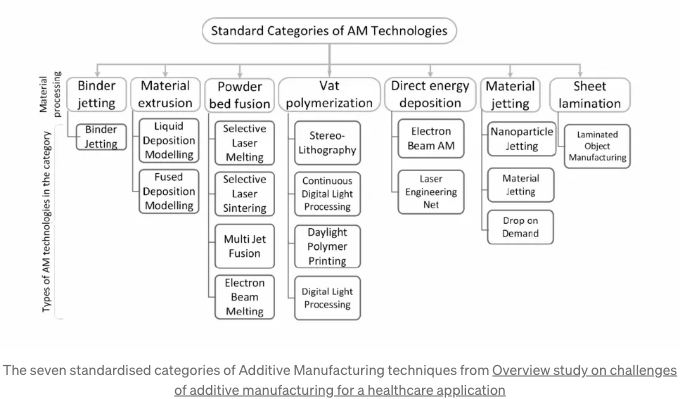 Standard Categories of AM Technologies
Material
processing
Binder
jetting
Material
extrusion
Powder
bed fusion
Vat
polymerization
Direct energy
deposition
Material
jetting
Sheet
lamination
Types of AM technologies in the category
Binder
Jetting
Liquid
Deposition
Modelling
Fused
Deposition
Modelling
Selective
Laser
Melting
Selective
Laser
Sintering
Multi Jet
Fusion
Electron
Beam
Melting
Stereo-
Lithography
Continuous
Digital Light
Processing
Daylight
Polymer
Printing
Digital Light
Processing
Electron
Beam AM
Laser
Engineering
Net
Nanoparticle
Jetting
Material
Jetting
Drop on
Demand
Laminated
Object
Manufacturing
The seven standardised categories of Additive Manufacturing techniques from Overview study on challenges
of additive manufacturing for a healthcare application